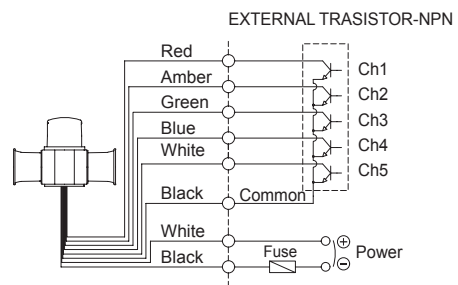 EXTERNAL TRASISTOR-NPN
Red
Ch1
Amber
Ch2
Green
Ch3
Blue
Ch4
White
Ch5
Black
Common
White
Fuse
Power
Black